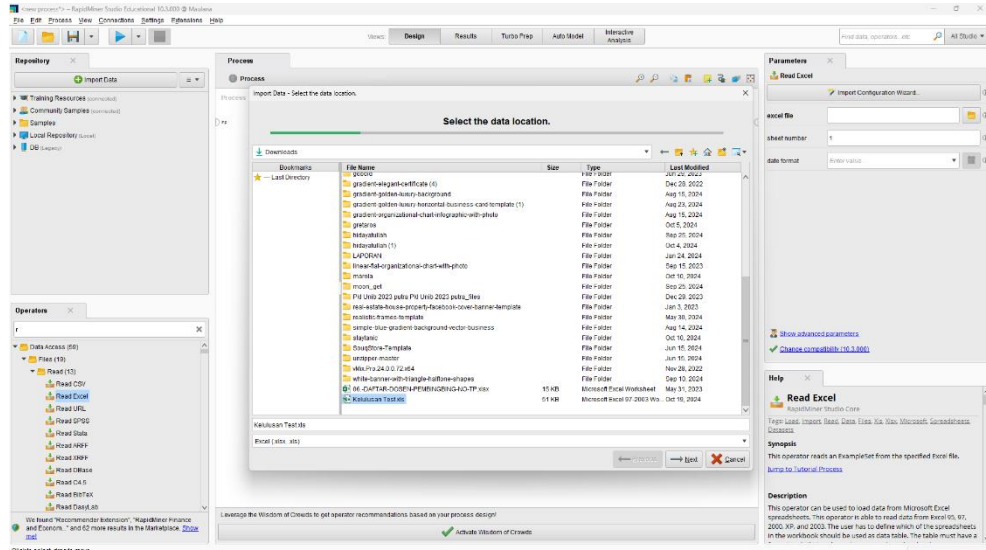 <new process*> – RapidMiner Studio Educational 10.3.000 @ Maulana
File Edit Process View Connections Settings Extensions Help
Views: Design Results Turbo Prep Auto Model Interactive Analysis
Find data, operators...etc All Studio
Repository
Import Data
Training Resources (connected)
Community Samples (connected)
Samples
Local Repository (Local)
DB (Legacy)
Operators
r
Data Access (58)
Files (19)
Read (13)
Read CSV
Read Excel
Read URL
Read SPSS
Read Stata
Read ARFF
Read XRFF
Read DBase
Read C4.5
Read BibTeX
Read DasyLab
We found "Recommender Extension", "RapidMiner Finance
and Econom..." and 62 more results in the Marketplace. Show
me!
Process
Process
Process
Import Data - Select the data location.
Select the data location.
Downloads
Bookmarks
Last Directory
File Name Size Type Last Modified
File Folder Jun 29, 2023
gradient-elegant-certificate (4) File Folder Dec 28, 2022
gradient-golden-luxury-background File Folder Aug 15, 2024
gradient-golden-luxury-horizontal-business-card-template (1) File Folder Aug 23, 2024
gradient-organizational-chart-infographic-with-photo File Folder Aug 15, 2024
gretaros File Folder Oct 5, 2024
hidayatullah File Folder Sep 25, 2024
hidayatullah (1) File Folder Oct 4, 2024
LAPORAN File Folder Jan 24, 2024
linear-flat-organizational-chart-with-photo File Folder Sep 15, 2023
File Folder Oct 10, 2024
moon_get File Folder Sep 25, 2024
Pld Unib 2023 putra Pld Unib 2023 putra_files File Folder Dec 29, 2023
real-estate-house-property-facebook-cover-banner-template File Folder Jan 3, 2023
realistic-frames-template File Folder May 30, 2024
simple-blue-gradient-background-vector-business File Folder Aug 14, 2024
File Folder Oct 10, 2024
SouqStore-Template File Folder Jun 15, 2024
unzipper-master File Folder Jun 15, 2024
vMix.Pro.24.0.0.72.x64 File Folder Nov 28, 2022
white-banner-with-triangle-halftone-shapes File Folder Sep 10, 2024
06.-DAFTAR-DOSEN-PEMBINGBING-NO-TP.xlsx 15 KB Microsoft Excel Worksheet May 31, 2023
Kelulusan Test.xls 51 KB Microsoft Excel 97-2003 Wo... Oct 19, 2024
Kelulusan Test.xls
Excel (.xlsx, .xls)
Previous Next Cancel
Leverage the Wisdom of Crowds to get operator recommendations based on your process design!
Activate Wisdom of Crowds
Parameters
Read Excel
Import Configuration Wizard...
excel file
sheet number 1
date format Enter value...
Show advanced parameters
Change compatibility (10.3.000)
Help
Read Excel
RapidMiner Studio Core
Tags: Load, Import, Read, Data, Files, Xls, Xlsx, Microsoft, Spreadsheets,
Datasets
Synopsis
This operator reads an ExampleSet from the specified Excel file.
Jump to Tutorial Process
Description
This operator can be used to load data from Microsoft Excel
spreadsheets. This operator is able to read data from Excel 95, 97,
2000, XP, and 2003. The user has to define which of the spreadsheets
in the workbook should be used as data table. The table must have a